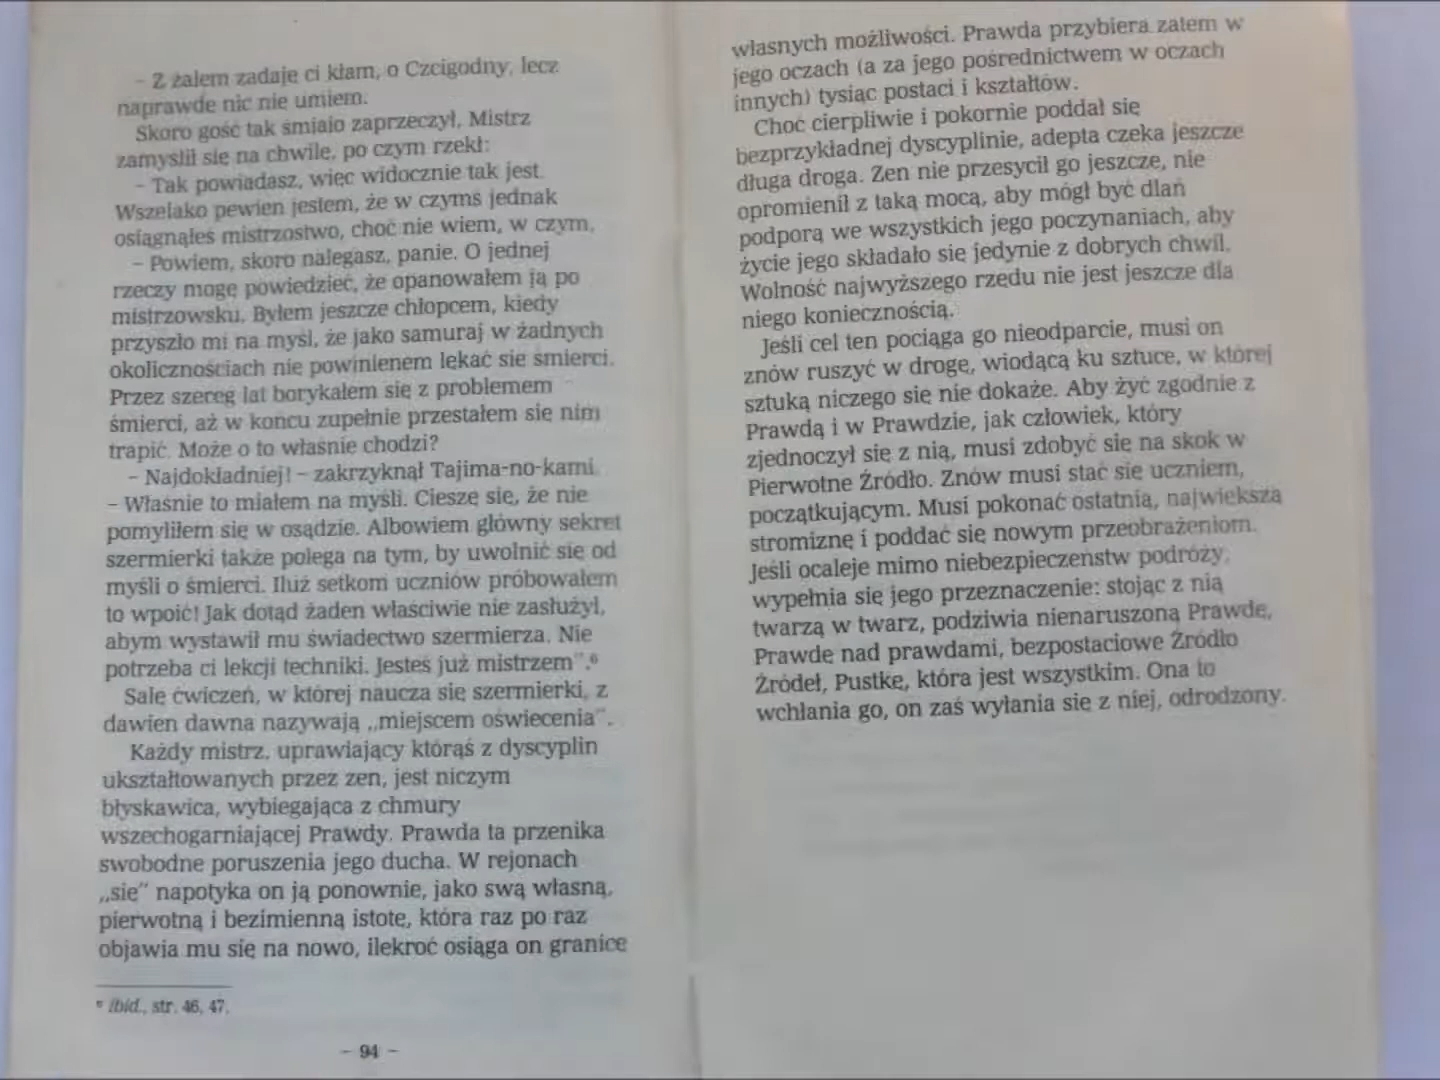 – Z żalem zadaję ci kłam, o Czcigodny, lecz
naprawdę nic nie umiem.
Skoro gość tak śmiało zaprzeczył, Mistrz
zamyślił się na chwilę, po czym rzekł:
– Tak powiadasz, więc widocznie tak jest.
Wszelako pewien jestem, że w czymś jednak
osiągnąłeś mistrzostwo, choć nie wiem, w czym.
– Powiem, skoro nalegasz, panie. O jednej
rzeczy mogę powiedzieć, że opanowałem ją po
mistrzowsku. Byłem jeszcze chłopcem, kiedy
przyszło mi na myśl, że jako samuraj w żadnych
okolicznościach nie powinienem lękać się śmierci.
Przez szereg lat borykałem się z problemem
śmierci, aż w końcu zupełnie przestałem się nim
trapić. Może o to właśnie chodzi?
– Najdokładniej! – zakrzyknął Tajima-no-kami.
– Właśnie to miałem na myśli. Cieszę się, że nie
pomyliłem się w osądzie. Albowiem główny sekret
szermierki także polega na tym, by uwolnić się od
myśli o śmierci. Iluż setkom uczniów próbowałem
to wpoić! Jak dotąd żaden właściwie nie zasłużył,
abym wystawił mu świadectwo szermierza. Nie
potrzeba ci lekcji techniki. Jesteś już mistrzem".⁶
Salę ćwiczeń, w której naucza się szermierki, z
dawien dawna nazywają „miejscem oświecenia".
Każdy mistrz, uprawiający którąś z dyscyplin
ukształtowanych przez zen, jest niczym
błyskawica, wybiegająca z chmury
wszechogarniającej Prawdy. Prawda ta przenika
swobodne poruszenia jego ducha. W rejonach
„się" napotyka on ją ponownie, jako swą własną,
pierwotną i bezimienną istotę, która raz po raz
objawia mu się na nowo, ilekroć osiąga on granice
⁶ Ibid., str. 46, 47.
– 94 –
własnych możliwości. Prawda przybiera zatem w
jego oczach (a za jego pośrednictwem w oczach
innych) tysiąc postaci i kształtów.
Choć cierpliwie i pokornie poddał się
bezprzykładnej dyscyplinie, adepta czeka jeszcze
długa droga. Zen nie przesycił go jeszcze, nie
opromienił z taką mocą, aby mógł być dlań
podporą we wszystkich jego poczynaniach, aby
życie jego składało się jedynie z dobrych chwil.
Wolność najwyższego rzędu nie jest jeszcze dla
niego koniecznością.
Jeśli cel ten pociąga go nieodparcie, musi on
znów ruszyć w drogę, wiodącą ku sztuce, w której
sztuką niczego się nie dokaże. Aby żyć zgodnie z
Prawdą i w Prawdzie, jak człowiek, który
zjednoczył się z nią, musi zdobyć się na skok w
Pierwotne Źródło. Znów musi stać się uczniem,
początkującym. Musi pokonać ostatnią, największą
stromiznę i poddać się nowym przeobrażeniom.
Jeśli ocaleje mimo niebezpieczeństw podróży,
wypełnia się jego przeznaczenie: stojąc z nią
twarzą w twarz, podziwia nienaruszoną Prawdę,
Prawdę nad prawdami, bezpostaciowe Źródło
Źródeł, Pustkę, która jest wszystkim. Ona to
wchłania go, on zaś wyłania się z niej, odrodzony.